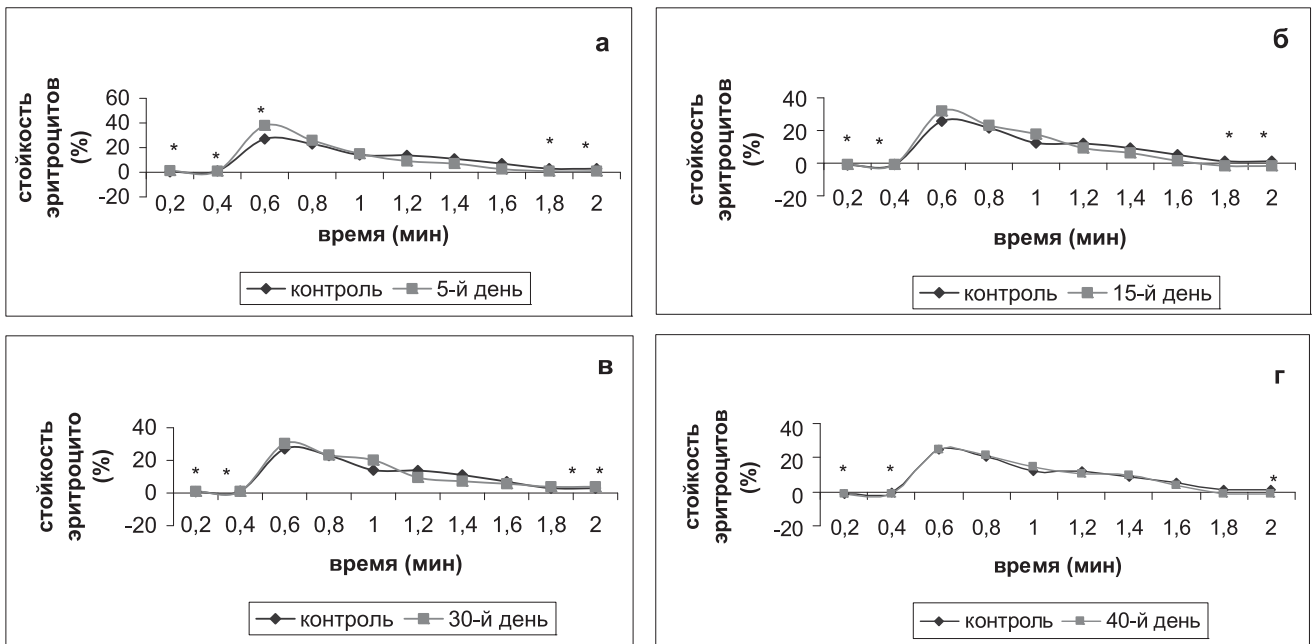 а
стойкость
эритроцитов
(%)
60
40
20
0
-20
* * * * *
0,2 0,4 0,6 0,8 1 1,2 1,4 1,6 1,8 2
время (мин)
контроль 5-й день
б
стойкость
эритроцитов
(%)
40
20
0
-20
* * * *
0,2 0,4 0,6 0,8 1 1,2 1,4 1,6 1,8 2
время (мин)
контроль 15-й день
в
стойкость
эритроцито
(%)
40
20
0
-20
* * * *
0,2 0,4 0,6 0,8 1 1,2 1,4 1,6 1,8 2
время (мин)
контроль 30-й день
г
стойкость
эритроцитов
(%)
40
20
0
-20
* * *
0,2 0,4 0,6 0,8 1 1,2 1,4 1,6 1,8 2
время (мин)
контроль 40-й день